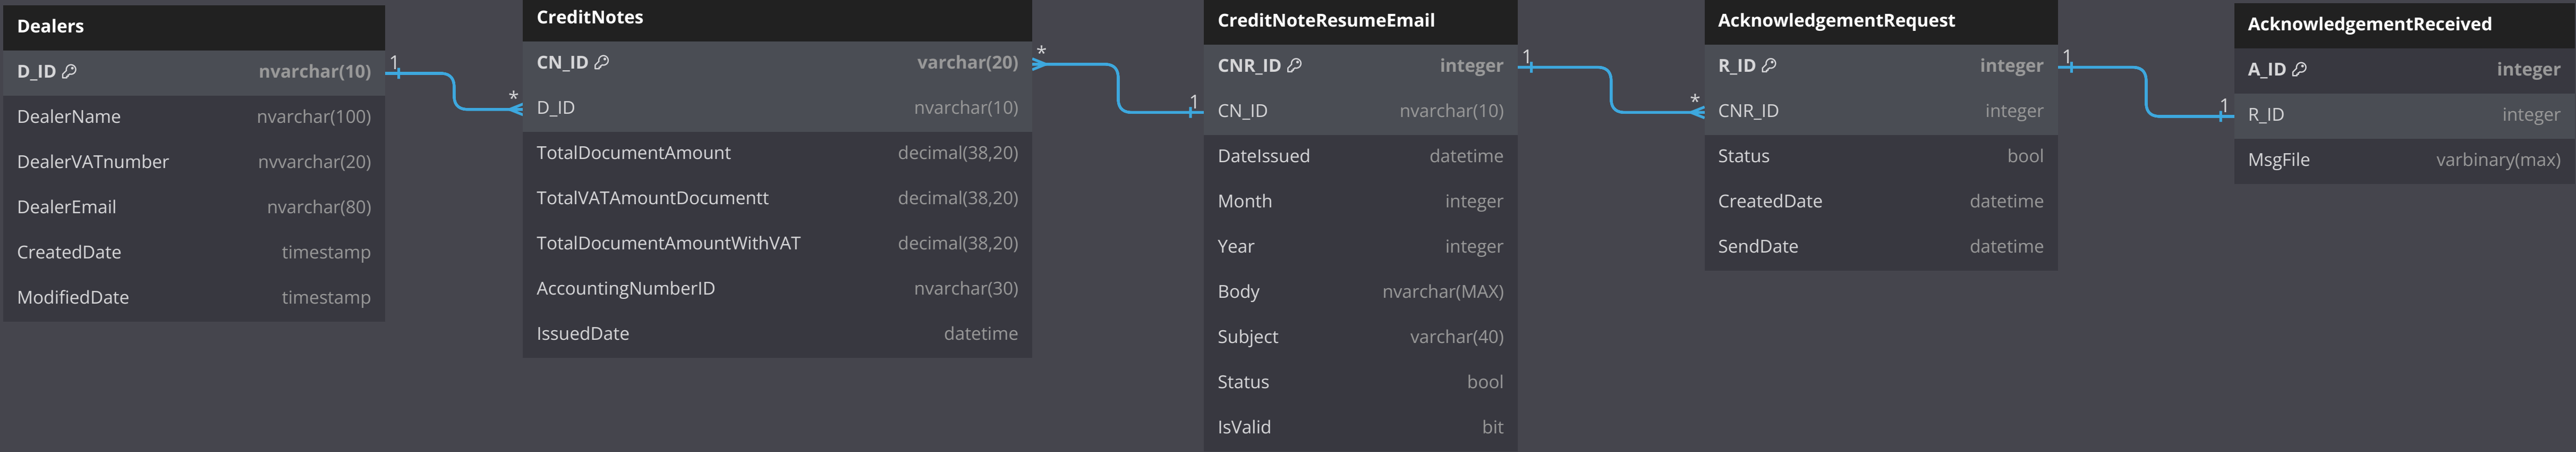 Dealers
D_ID nvarchar(10)
DealerName nvarchar(100)
DealerVATnumber nvvarchar(20)
DealerEmail nvarchar(80)
CreatedDate timestamp
ModifiedDate timestamp
1
*
CreditNotes
CN_ID varchar(20)
D_ID nvarchar(10)
TotalDocumentAmount decimal(38,20)
TotalVATAmountDocumentt decimal(38,20)
TotalDocumentAmountWithVAT decimal(38,20)
AccountingNumberID nvarchar(30)
IssuedDate datetime
*
1
CreditNoteResumeEmail
CNR_ID integer
CN_ID nvarchar(10)
DateIssued datetime
Month integer
Year integer
Body nvarchar(MAX)
Subject varchar(40)
Status bool
IsValid bit
1
*
AcknowledgementRequest
R_ID integer
CNR_ID integer
Status bool
CreatedDate datetime
SendDate datetime
1
1
AcknowledgementReceived
A_ID integer
R_ID integer
MsgFile varbinary(max)